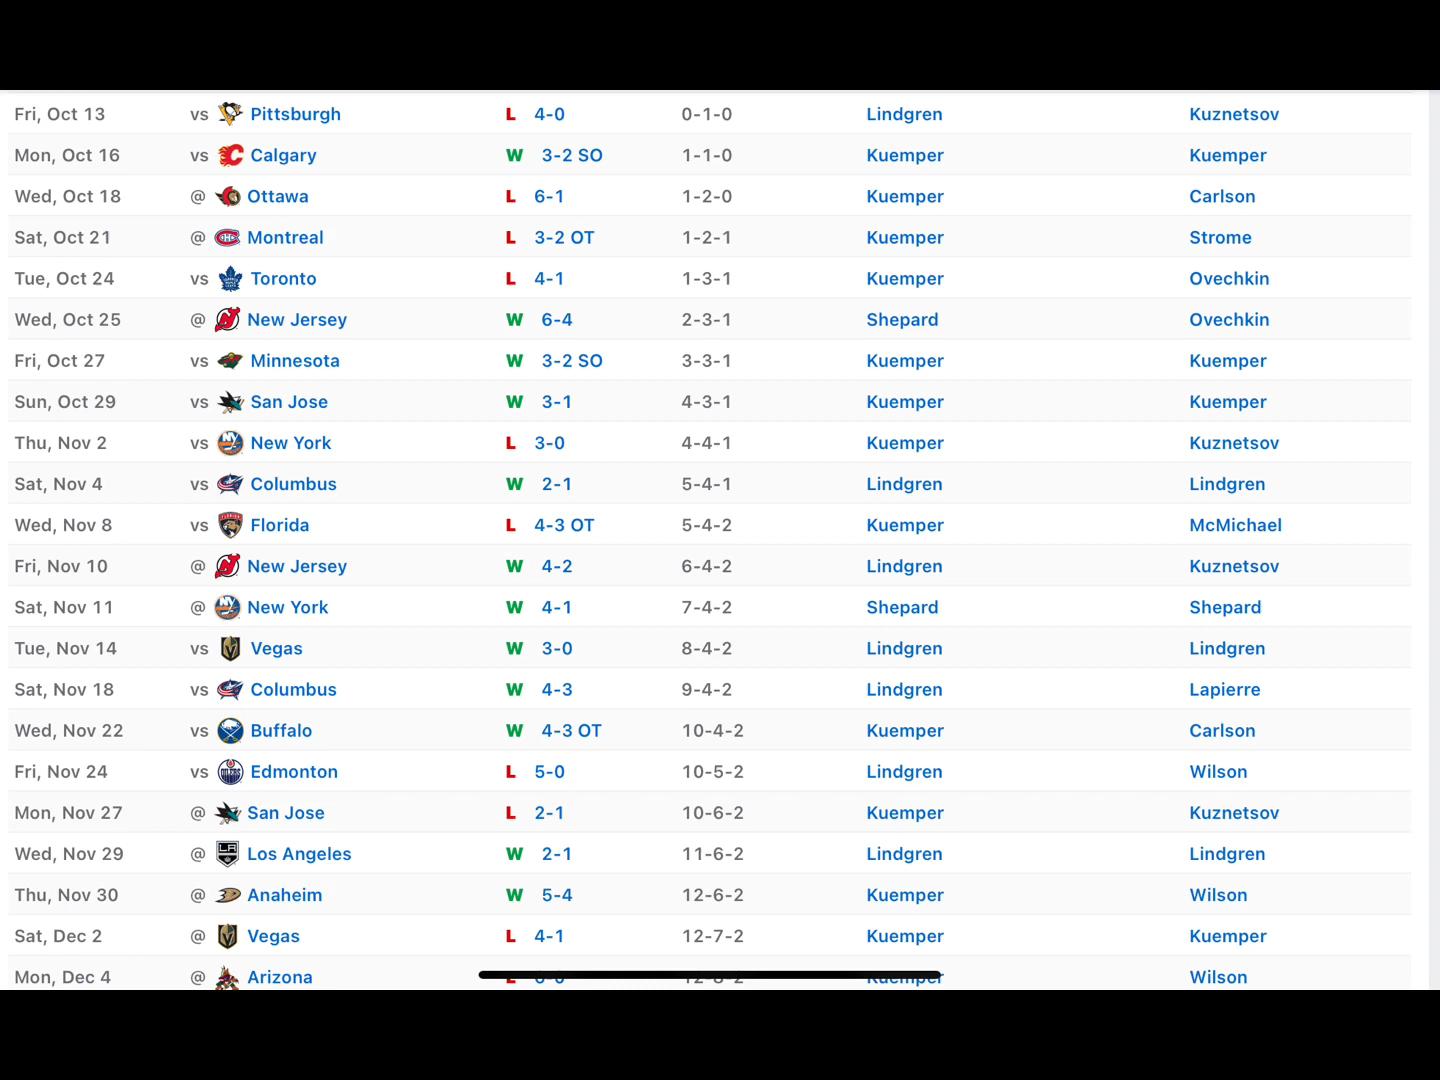 Fri, Oct 13 vs Pittsburgh L 4-0 0-1-0 Lindgren Kuznetsov
Mon, Oct 16 vs Calgary W 3-2 SO 1-1-0 Kuemper Kuemper
Wed, Oct 18 @ Ottawa L 6-1 1-2-0 Kuemper Carlson
Sat, Oct 21 @ Montreal L 3-2 OT 1-2-1 Kuemper Strome
Tue, Oct 24 vs Toronto L 4-1 1-3-1 Kuemper Ovechkin
Wed, Oct 25 @ New Jersey W 6-4 2-3-1 Shepard Ovechkin
Fri, Oct 27 vs Minnesota W 3-2 SO 3-3-1 Kuemper Kuemper
Sun, Oct 29 vs San Jose W 3-1 4-3-1 Kuemper Kuemper
Thu, Nov 2 vs New York L 3-0 4-4-1 Kuemper Kuznetsov
Sat, Nov 4 vs Columbus W 2-1 5-4-1 Lindgren Lindgren
Wed, Nov 8 vs Florida L 4-3 OT 5-4-2 Kuemper McMichael
Fri, Nov 10 @ New Jersey W 4-2 6-4-2 Lindgren Kuznetsov
Sat, Nov 11 @ New York W 4-1 7-4-2 Shepard Shepard
Tue, Nov 14 vs Vegas W 3-0 8-4-2 Lindgren Lindgren
Sat, Nov 18 vs Columbus W 4-3 9-4-2 Lindgren Lapierre
Wed, Nov 22 vs Buffalo W 4-3 OT 10-4-2 Kuemper Carlson
Fri, Nov 24 vs Edmonton L 5-0 10-5-2 Lindgren Wilson
Mon, Nov 27 @ San Jose L 2-1 10-6-2 Kuemper Kuznetsov
Wed, Nov 29 @ Los Angeles W 2-1 11-6-2 Lindgren Lindgren
Thu, Nov 30 @ Anaheim W 5-4 12-6-2 Kuemper Wilson
Sat, Dec 2 @ Vegas L 4-1 12-7-2 Kuemper Kuemper
Mon, Dec 4 @ Arizona L Kuemper Wilson